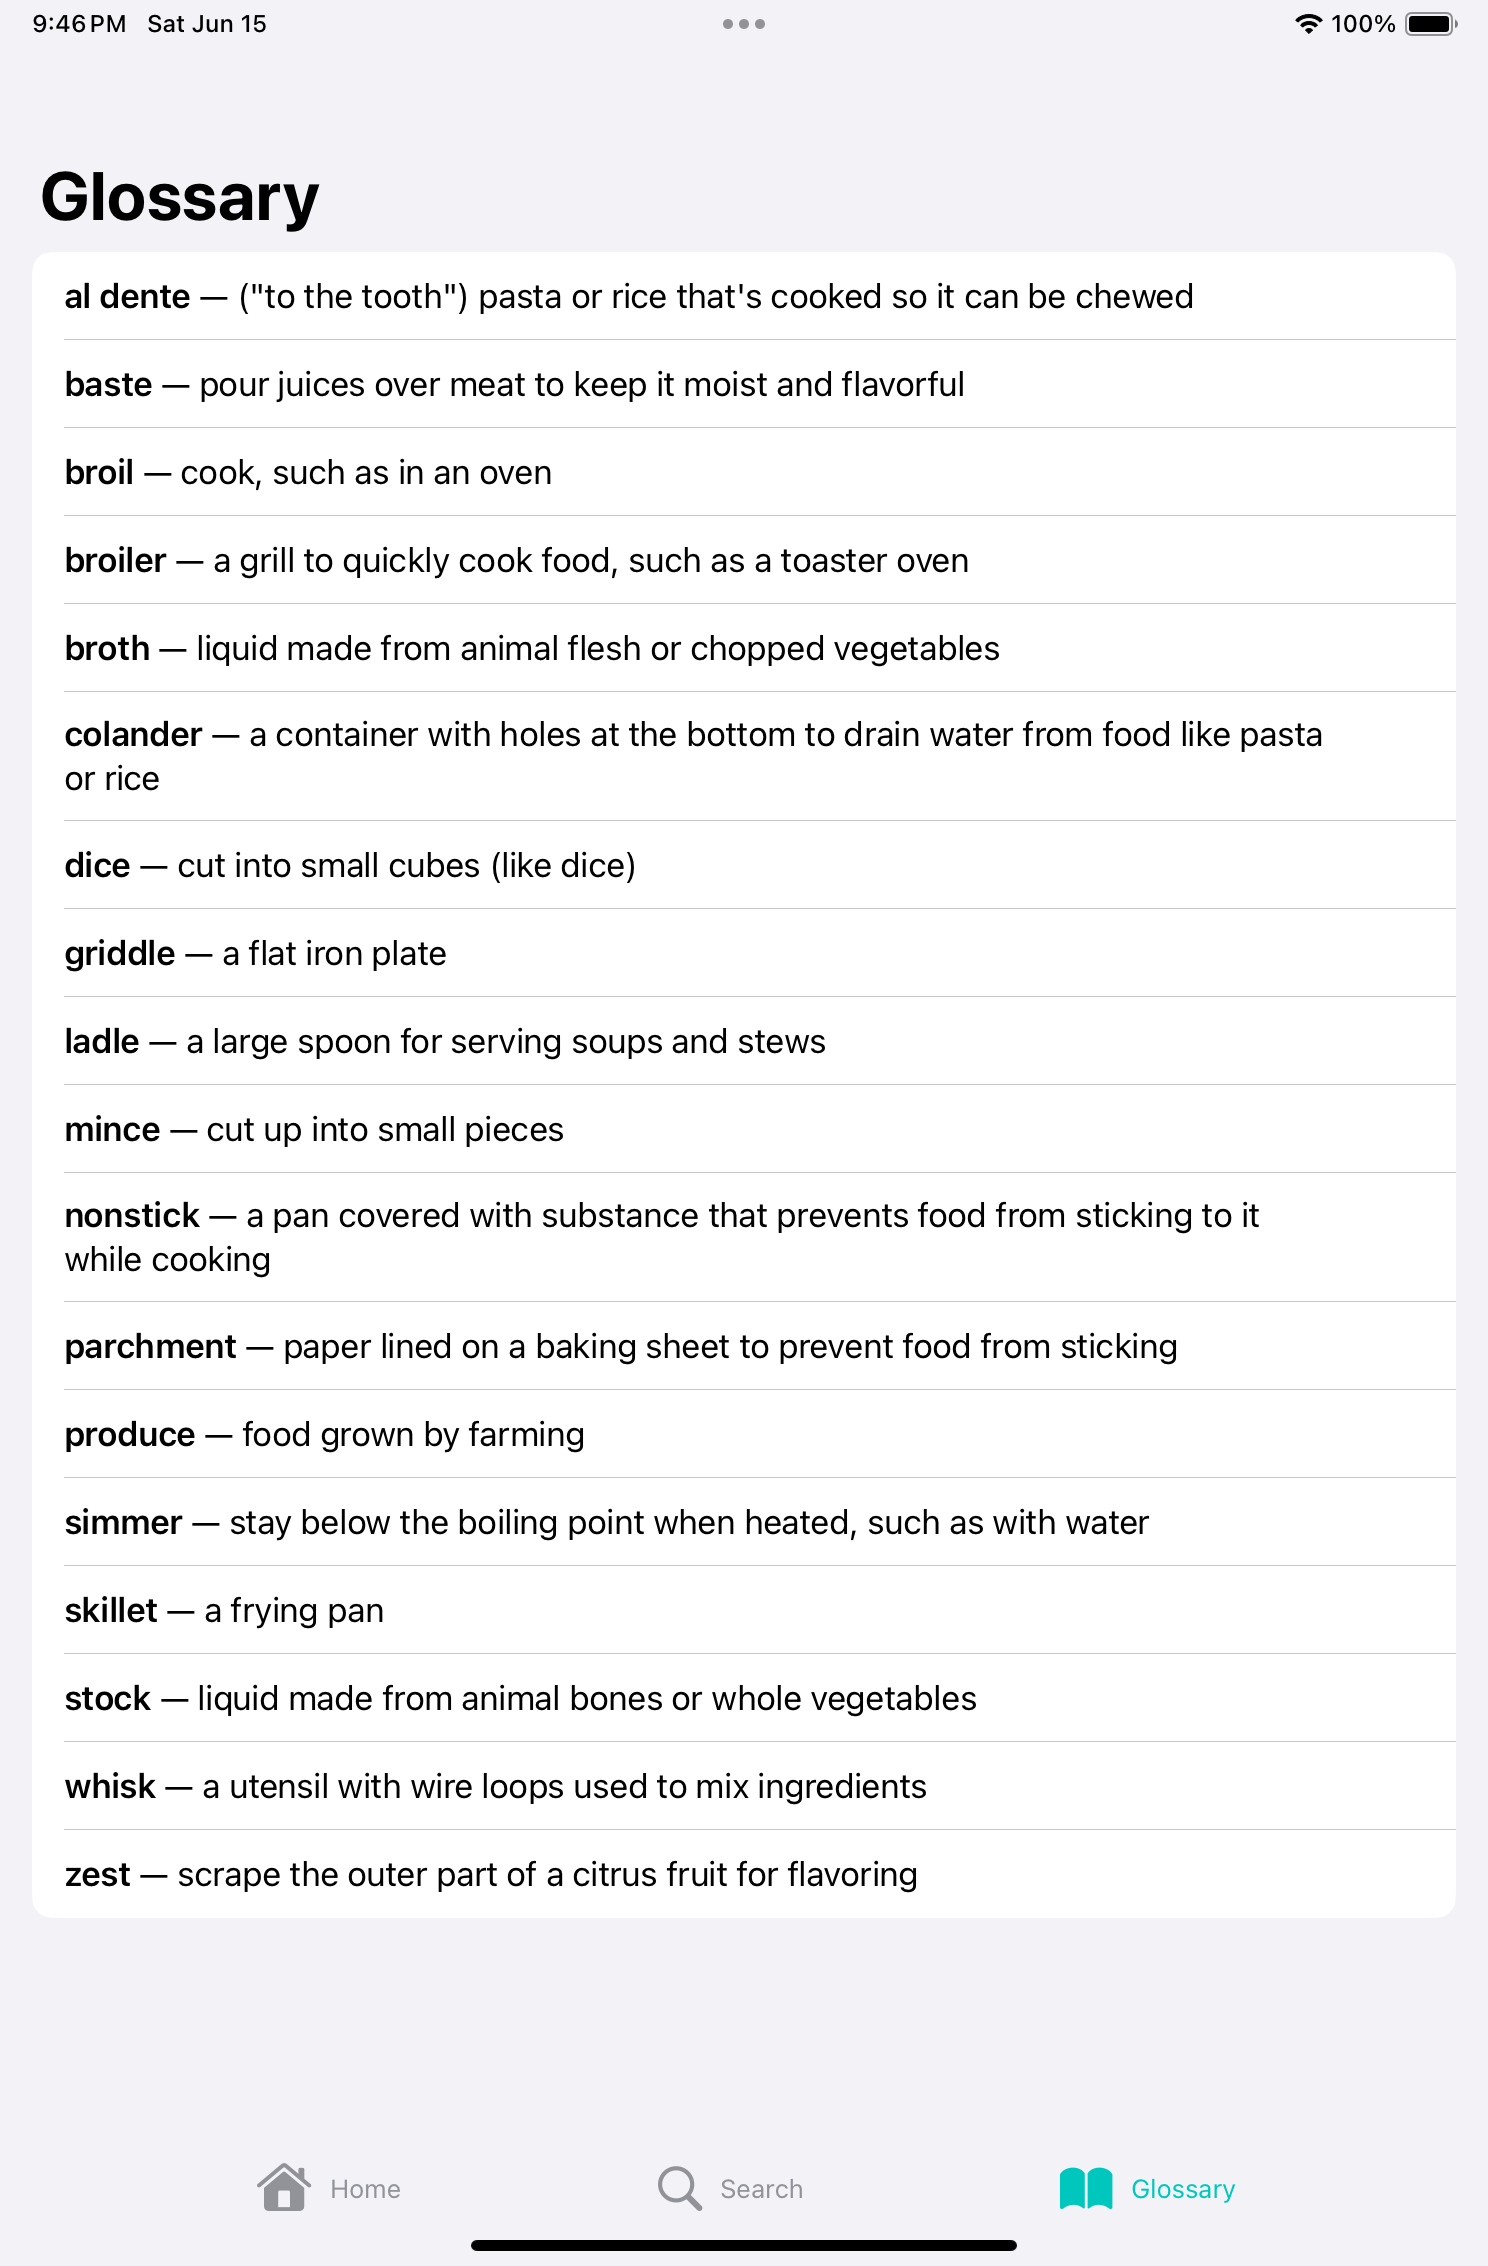 9:46 PM Sat Jun 15
100%
Glossary
al dente — ("to the tooth") pasta or rice that's cooked so it can be chewed
baste — pour juices over meat to keep it moist and flavorful
broil — cook, such as in an oven
broiler — a grill to quickly cook food, such as a toaster oven
broth — liquid made from animal flesh or chopped vegetables
colander — a container with holes at the bottom to drain water from food like pasta
or rice
dice — cut into small cubes (like dice)
griddle — a flat iron plate
ladle — a large spoon for serving soups and stews
mince — cut up into small pieces
nonstick — a pan covered with substance that prevents food from sticking to it
while cooking
parchment — paper lined on a baking sheet to prevent food from sticking
produce — food grown by farming
simmer — stay below the boiling point when heated, such as with water
skillet — a frying pan
stock — liquid made from animal bones or whole vegetables
whisk — a utensil with wire loops used to mix ingredients
zest — scrape the outer part of a citrus fruit for flavoring
Home
Search
Glossary